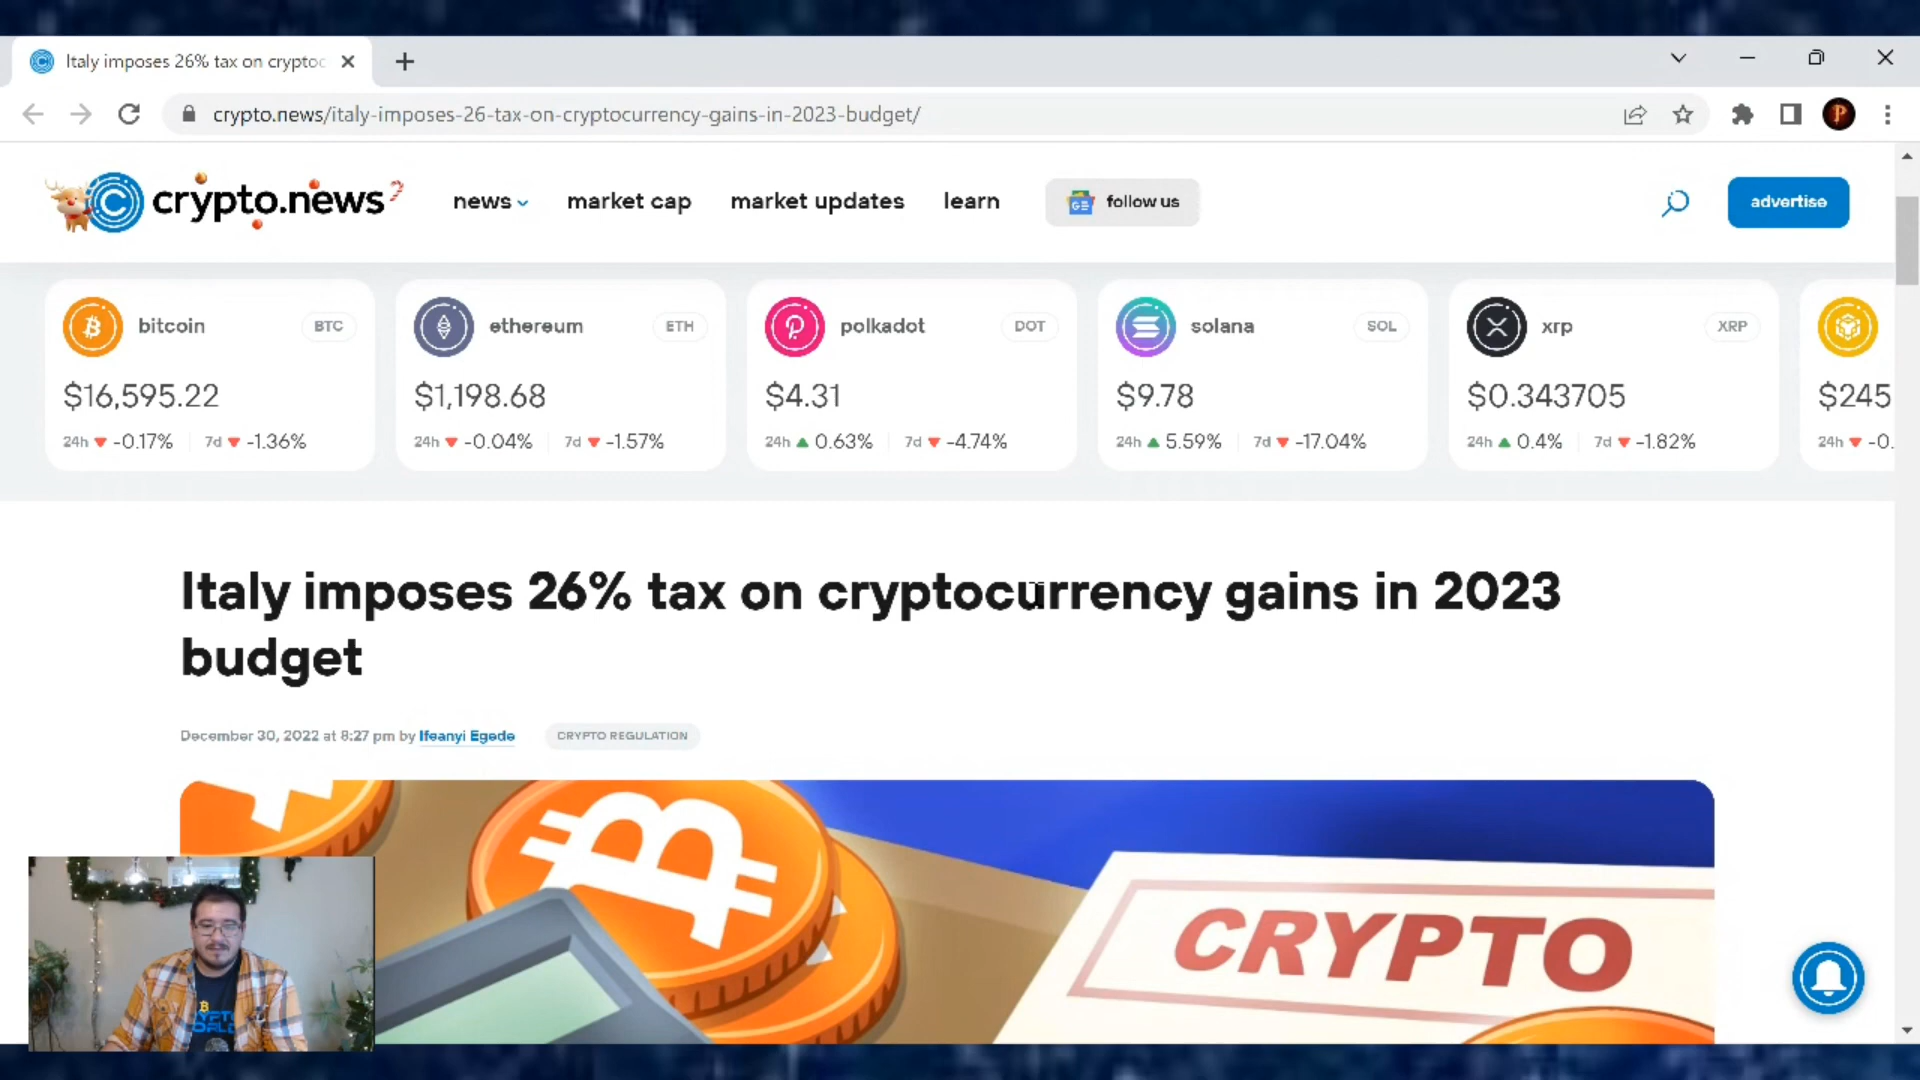 Italy imposes 26% tax on cryptoc
crypto.news/italy-imposes-26-tax-on-cryptocurrency-gains-in-2023-budget/
crypto.news
news
market cap
market updates
learn
GE follow us
advertise
bitcoin BTC
$16,595.22
24h -0.17% 7d -1.36%
ethereum ETH
$1,198.68
24h -0.04% 7d -1.57%
polkadot DOT
$4.31
24h 0.63% 7d -4.74%
solana SOL
$9.78
24h 5.59% 7d -17.04%
xrp XRP
$0.343705
24h 0.4% 7d -1.82%
$245
24h -0.
Italy imposes 26% tax on cryptocurrency gains in 2023
budget
December 30, 2022 at 8:27 pm by Ifeanyi Egede
CRYPTO REGULATION
CRYPTO